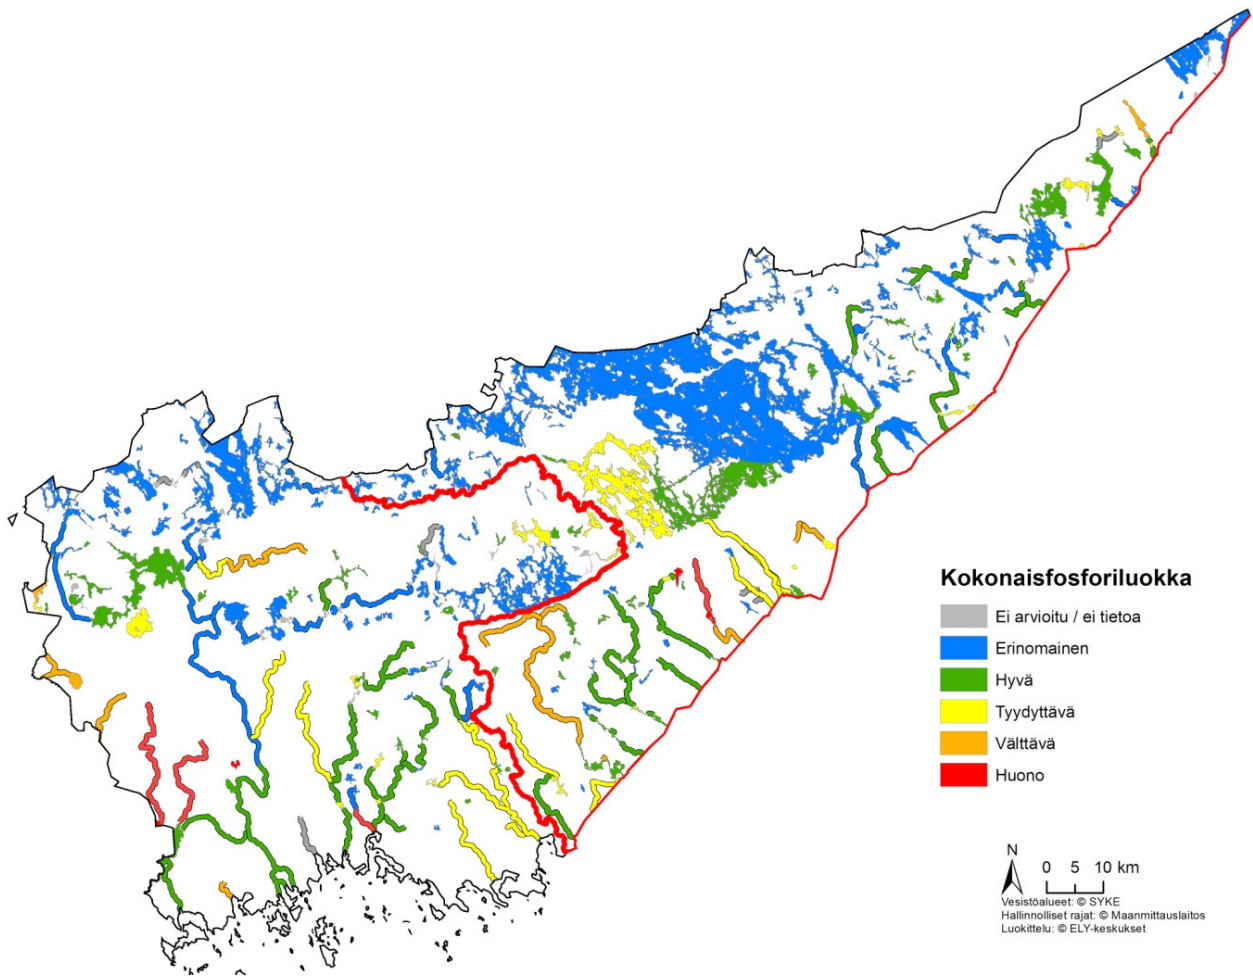 Kokonaisfosforiluokka
Ei arvioitu / ei tietoa
Erinomainen
Hyvä
Tyydyttävä
Välttävä
Huono
N
0 5 10 km
Vesistöalueet: © SYKE
Hallinnolliset rajat: © Maanmittauslaitos
Luokittelu: © ELY-keskukset